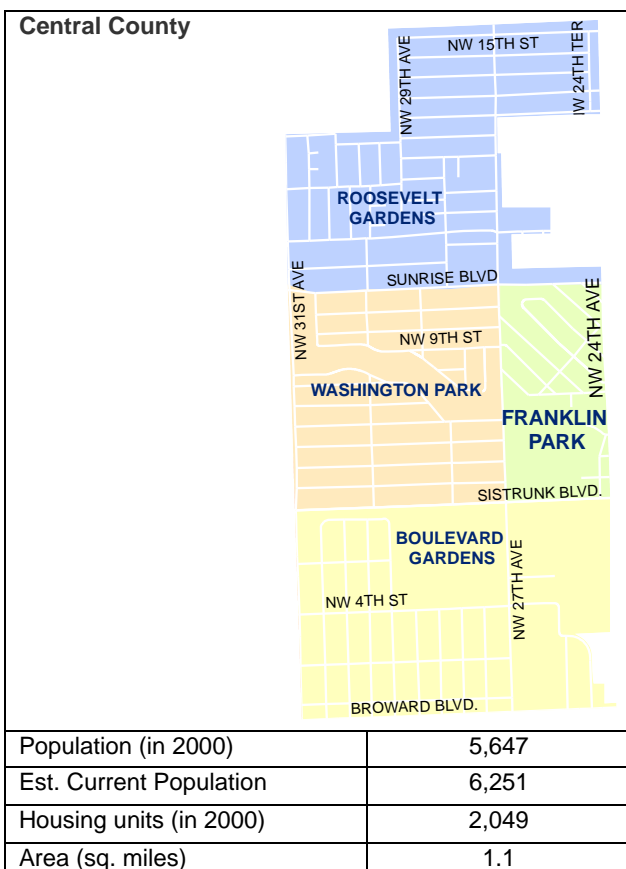 Central County
NW 29TH AVE
NW 15TH ST
NW 24TH TER
ROOSEVELT
GARDENS
NW 31ST AVE
SUNRISE BLVD
NW 9TH ST
NW 24TH AVE
WASHINGTON PARK
FRANKLIN
PARK
SISTRUNK BLVD.
BOULEVARD
GARDENS
NW 27TH AVE
NW 4TH ST
BROWARD BLVD.
Population (in 2000) 5,647
Est. Current Population 6,251
Housing units (in 2000) 2,049
Area (sq. miles) 1.1